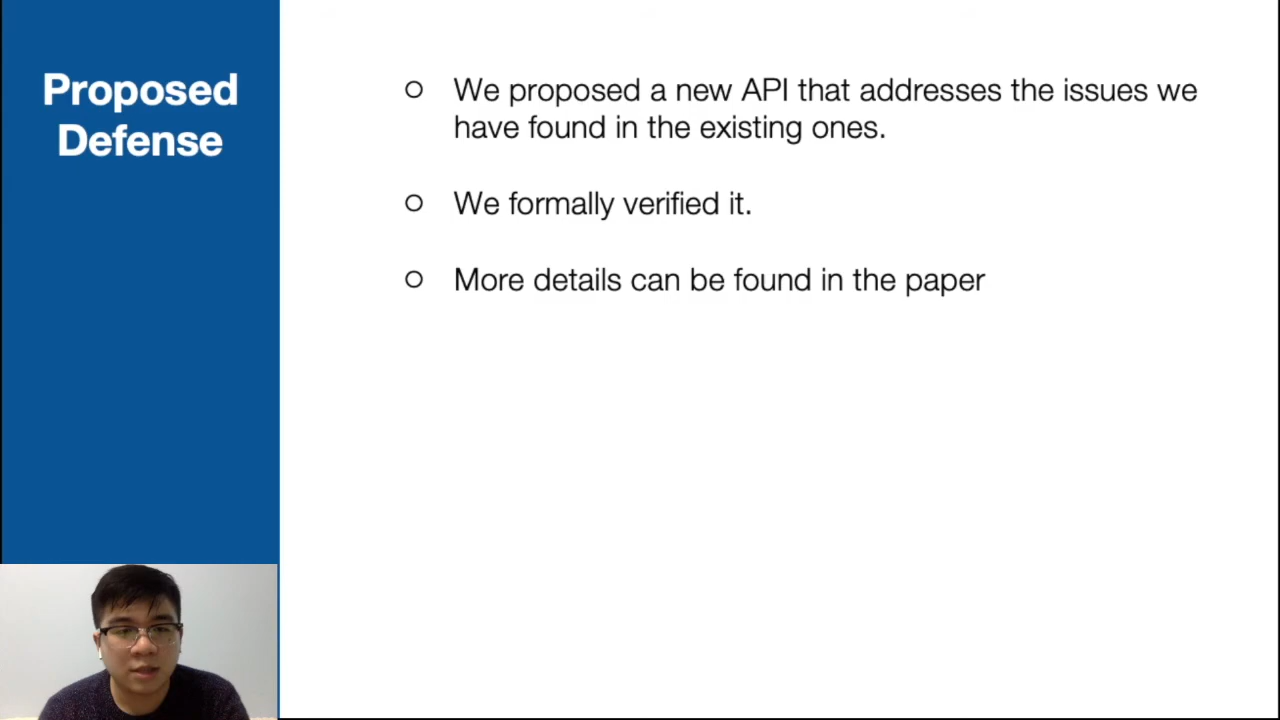 Proposed
Defense
○ We proposed a new API that addresses the issues we
have found in the existing ones.
○ We formally verified it.
○ More details can be found in the paper